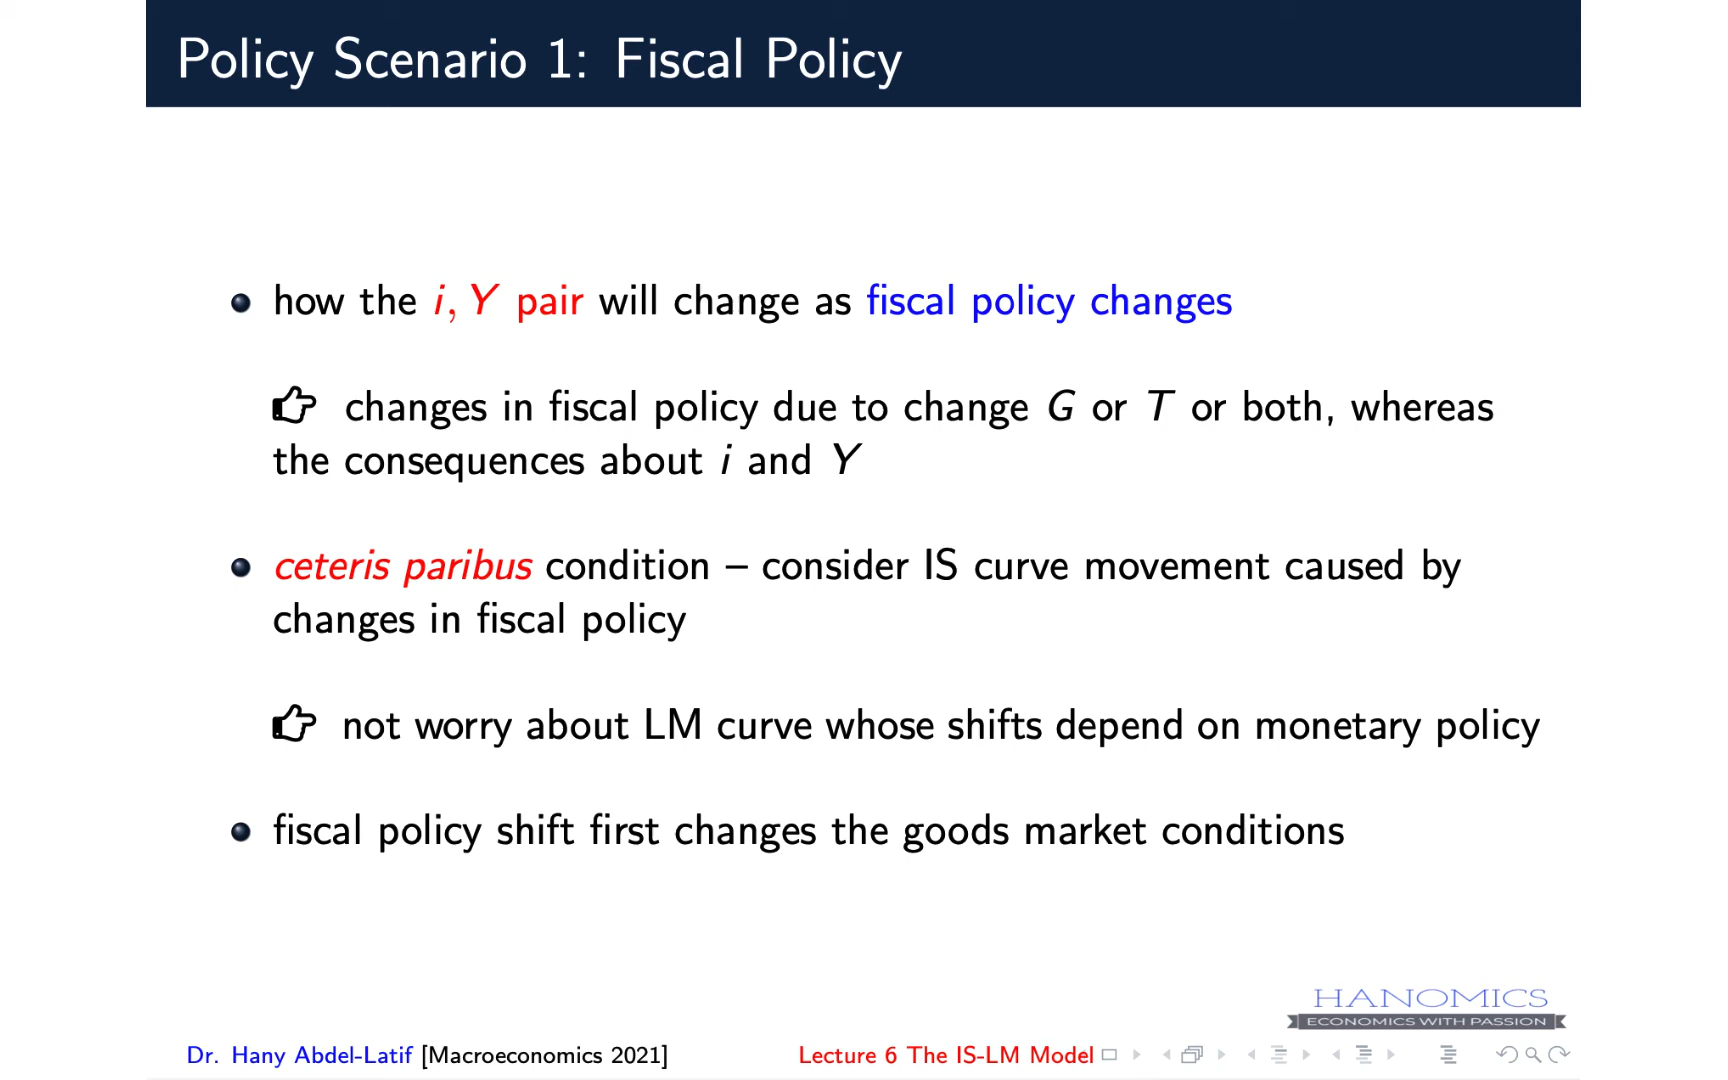 Policy Scenario 1: Fiscal Policy
how the i, Y pair will change as fiscal policy changes
changes in fiscal policy due to change G or T or both, whereas
the consequences about i and Y
ceteris paribus condition – consider IS curve movement caused by
changes in fiscal policy
not worry about LM curve whose shifts depend on monetary policy
fiscal policy shift first changes the goods market conditions
HANOMICS
ECONOMICS WITH PASSION
Dr. Hany Abdel-Latif [Macroeconomics 2021] Lecture 6 The IS-LM Model